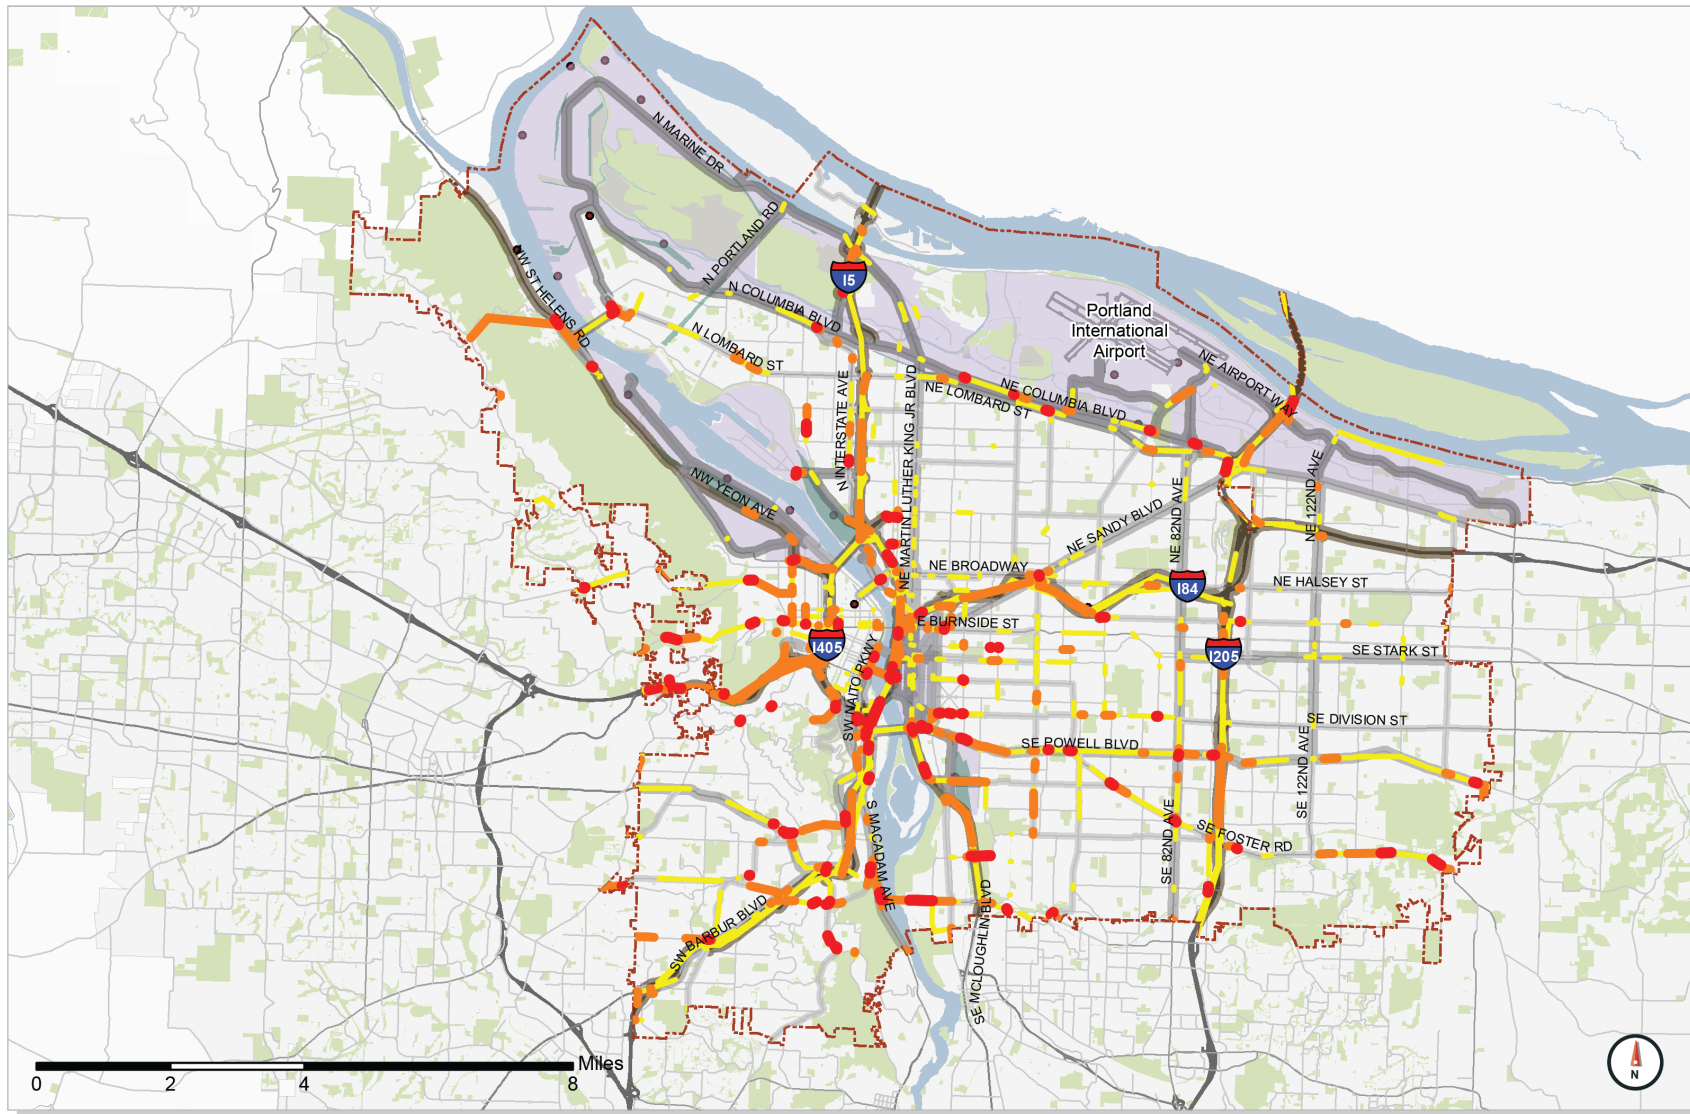 N MARINE DR
N PORTLAND RD
NW ST HELENS RD
I5
N COLUMBIA BLVD
Portland
International
Airport
N LOMBARD ST
NE AIRPORT WAY
N INTERSTATE AVE
NE MARTIN LUTHER KING JR BLVD
NE COLUMBIA BLVD
NE LOMBARD ST
NW YEON AVE
NE 82ND AVE
NE 122ND AVE
NE SANDY BLVD
NE BROADWAY
I84
NE HALSEY ST
E BURNSIDE ST
I405
I205
SE STARK ST
SW NAITO PKWY
SE DIVISION ST
SE POWELL BLVD
SE 122ND AVE
S MACADAM AVE
SE 82ND AVE
SE FOSTER RD
SW BARBUR BLVD
SE MCLOUGHLIN BLVD
Miles
0 2 4 8
N